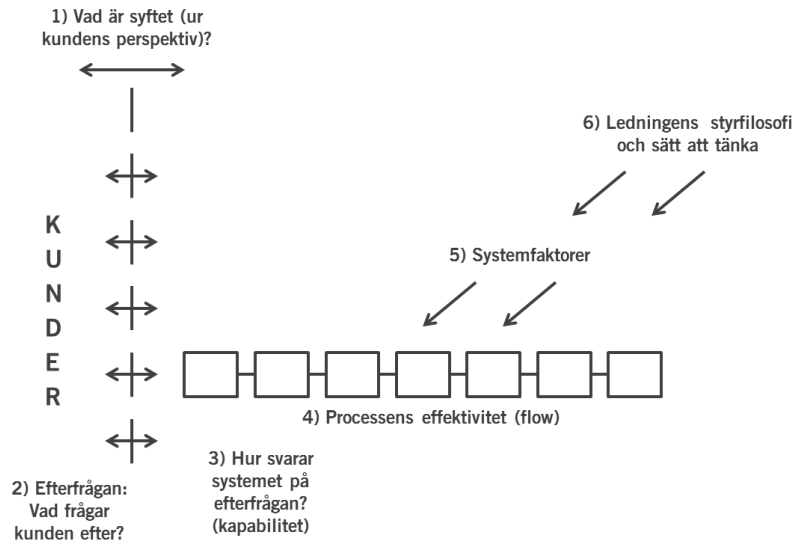 1) Vad är syftet (ur
kundens perspektiv)?
6) Ledningens styrfilosofi
och sätt att tänka
K
U
N
D
E
R
5) Systemfaktorer
4) Processens effektivitet (flow)
3) Hur svarar
systemet på
efterfrågan?
(kapabilitet)
2) Efterfrågan:
Vad frågar
kunden efter?